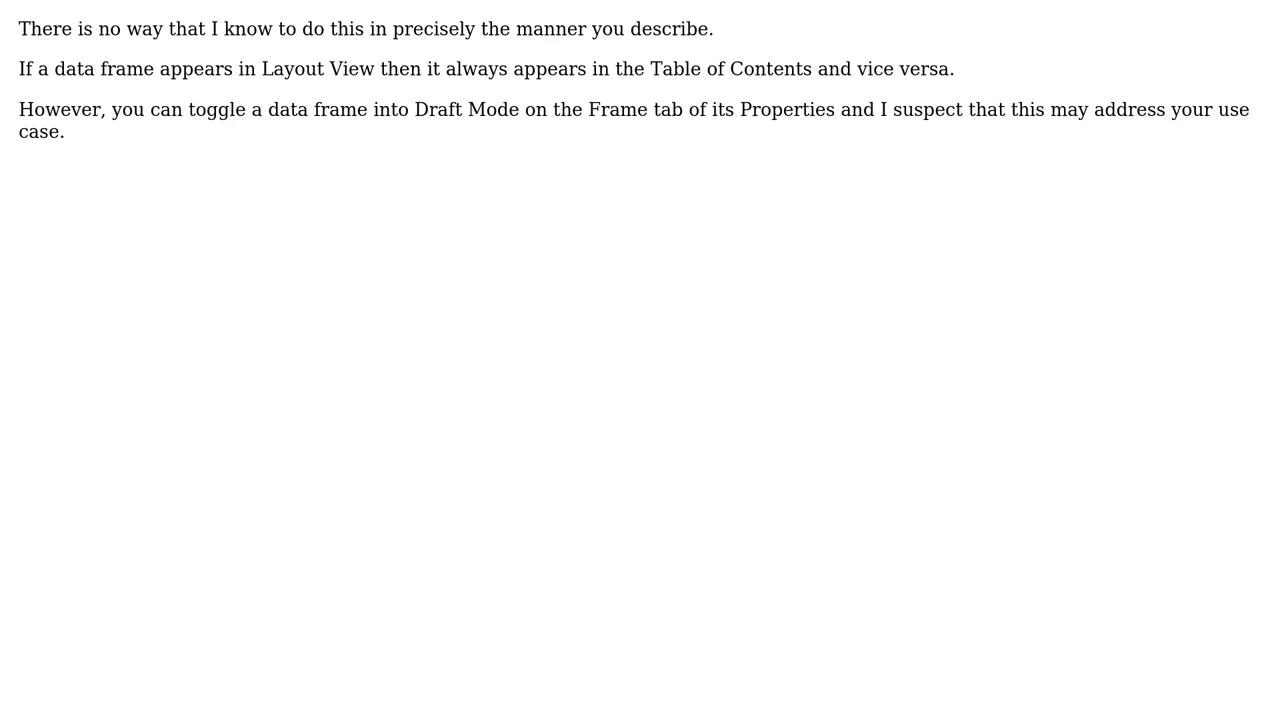 There is no way that I know to do this in precisely the manner you describe.
If a data frame appears in Layout View then it always appears in the Table of Contents and vice versa.
However, you can toggle a data frame into Draft Mode on the Frame tab of its Properties and I suspect that this may address your use
case.